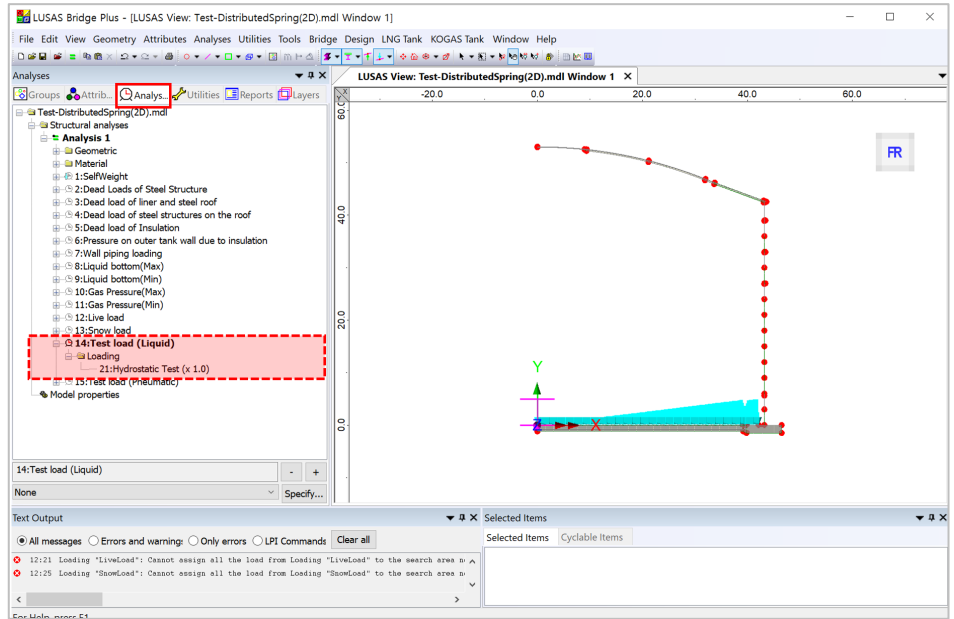 LUSAS Bridge Plus - [LUSAS View: Test-DistributedSpring(2D).mdl Window 1]
File Edit View Geometry Attributes Analyses Utilities Tools Bridge Design LNG Tank KOGAS Tank Window Help
Analyses
LUSAS View: Test-DistributedSpring(2D).mdl Window 1
Groups Attrib... Analys... Utilities Reports Layers
-20.0 0.0 20.0 40.0 60.0
60.0
40.0
20.0
0.0
Y
X
FR
Test-DistributedSpring(2D).mdl
Structural analyses
Analysis 1
Geometric
Material
1:SelfWeight
2:Dead Loads of Steel Structure
3:Dead load of liner and steel roof
4:Dead load of steel structures on the roof
5:Dead load of Insulation
6:Pressure on outer tank wall due to insulation
7:Wall piping loading
8:Liquid bottom(Max)
9:Liquid bottom(Min)
10:Gas Pressure(Max)
11:Gas Pressure(Min)
12:Live load
13:Snow load
14:Test load (Liquid)
Loading
21:Hydrostatic Test (x 1.0)
15:Test load (Pneumatic)
Model properties
14:Test load (Liquid) - +
None Specify...
Text Output
All messages Errors and warnings Only errors LPI Commands Clear all
12:21 Loading "LiveLoad": Cannot assign all the load from Loading "LiveLoad" to the search area
12:25 Loading "SnowLoad": Cannot assign all the load from Loading "SnowLoad" to the search area
Selected Items
Selected Items Cyclable Items
For Help, press F1